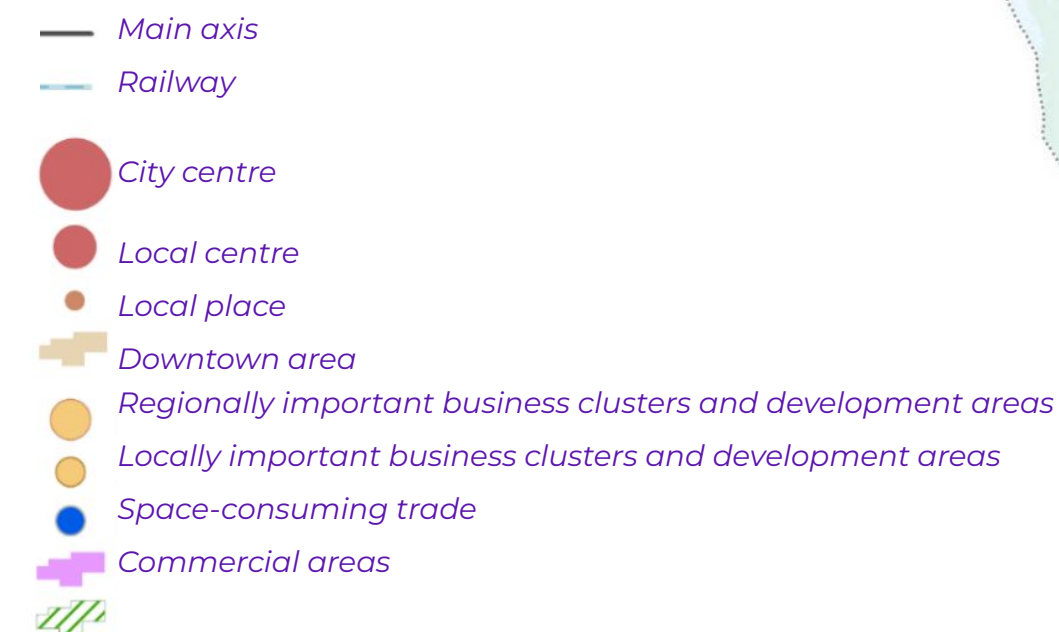 Main axis
Railway
City centre
Local centre
Local place
Downtown area
Regionally important business clusters and development areas
Locally important business clusters and development areas
Space-consuming trade
Commercial areas